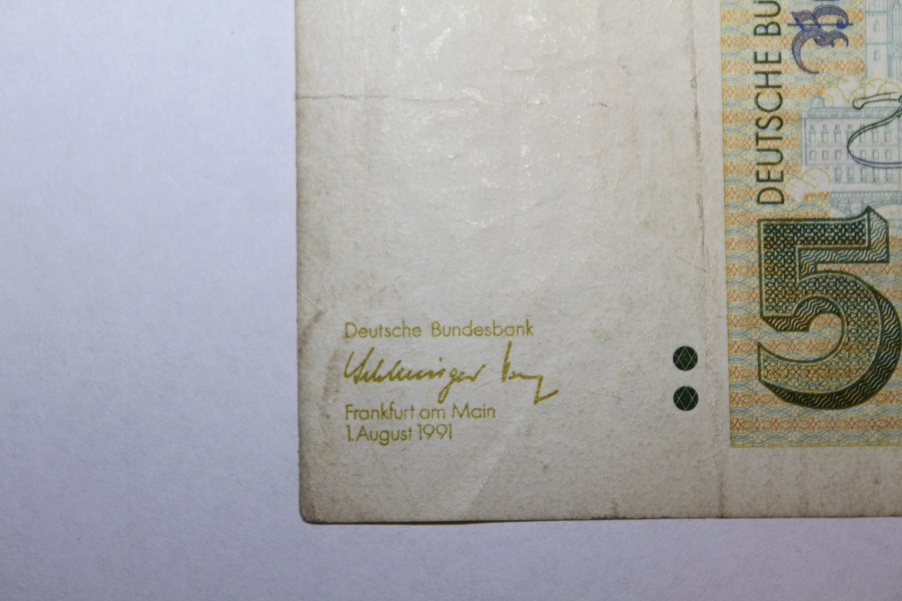 Deutsche Bundesbank
Frankfurt am Main
1. August 1991
DEUTSCHE BU
5